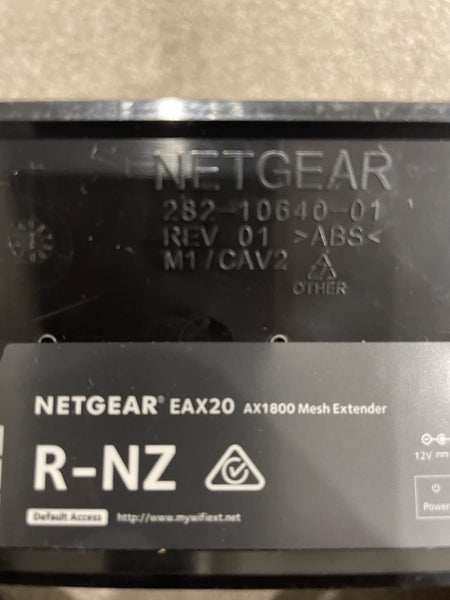 NETGEAR
282-10640-01
REV 01 >ABS<
M1/CAV2
OTHER
NETGEAR® EAX20 AX1800 Mesh Extender
R-NZ
12V
Power
Default Access http://www.mywifiext.net